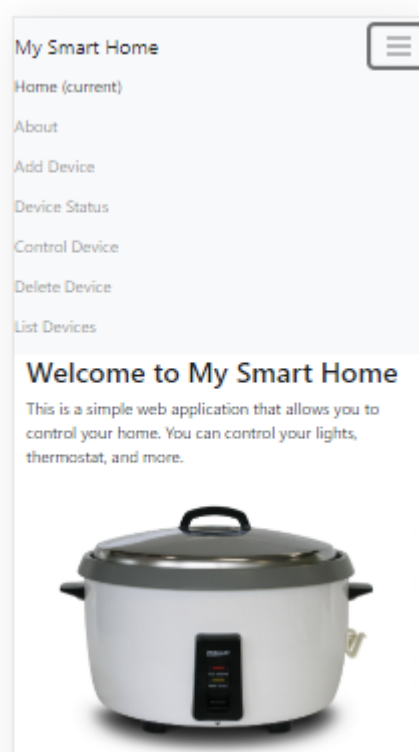 My Smart Home
Home (current)
About
Add Device
Device Status
Control Device
Delete Device
List Devices
Welcome to My Smart Home
This is a simple web application that allows you to
control your home. You can control your lights,
thermostat, and more.